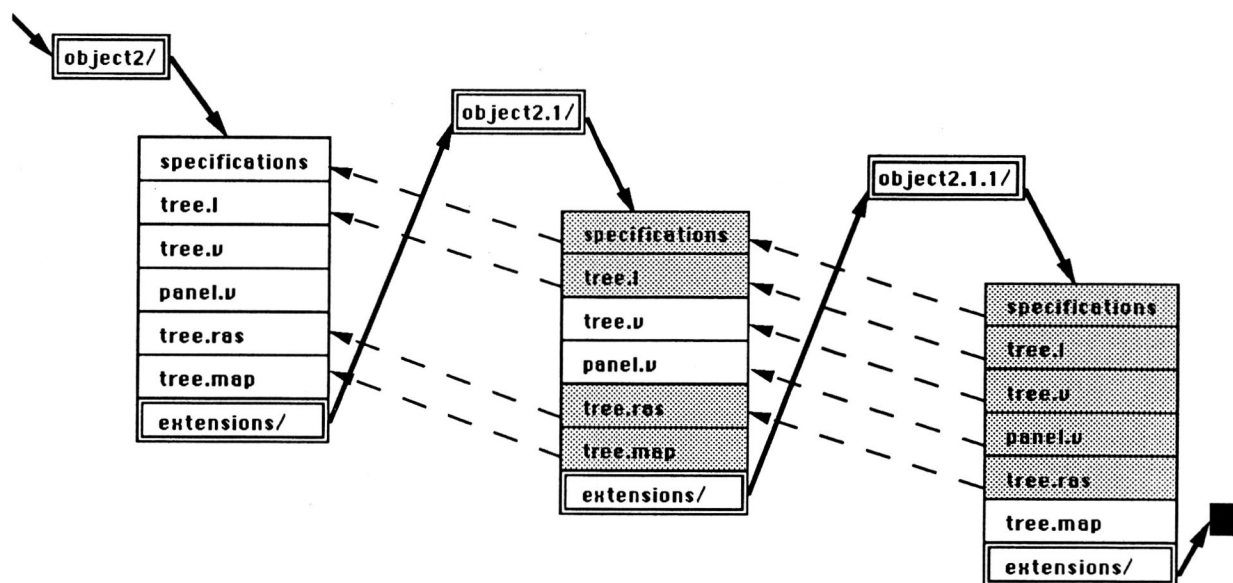 object2/
specifications
tree.l
tree.v
panel.v
tree.ras
tree.map
extensions/
object2.1/
specifications
tree.l
tree.v
panel.v
tree.ras
tree.map
extensions/
object2.1.1/
specifications
tree.l
tree.v
panel.v
tree.ras
tree.map
extensions/